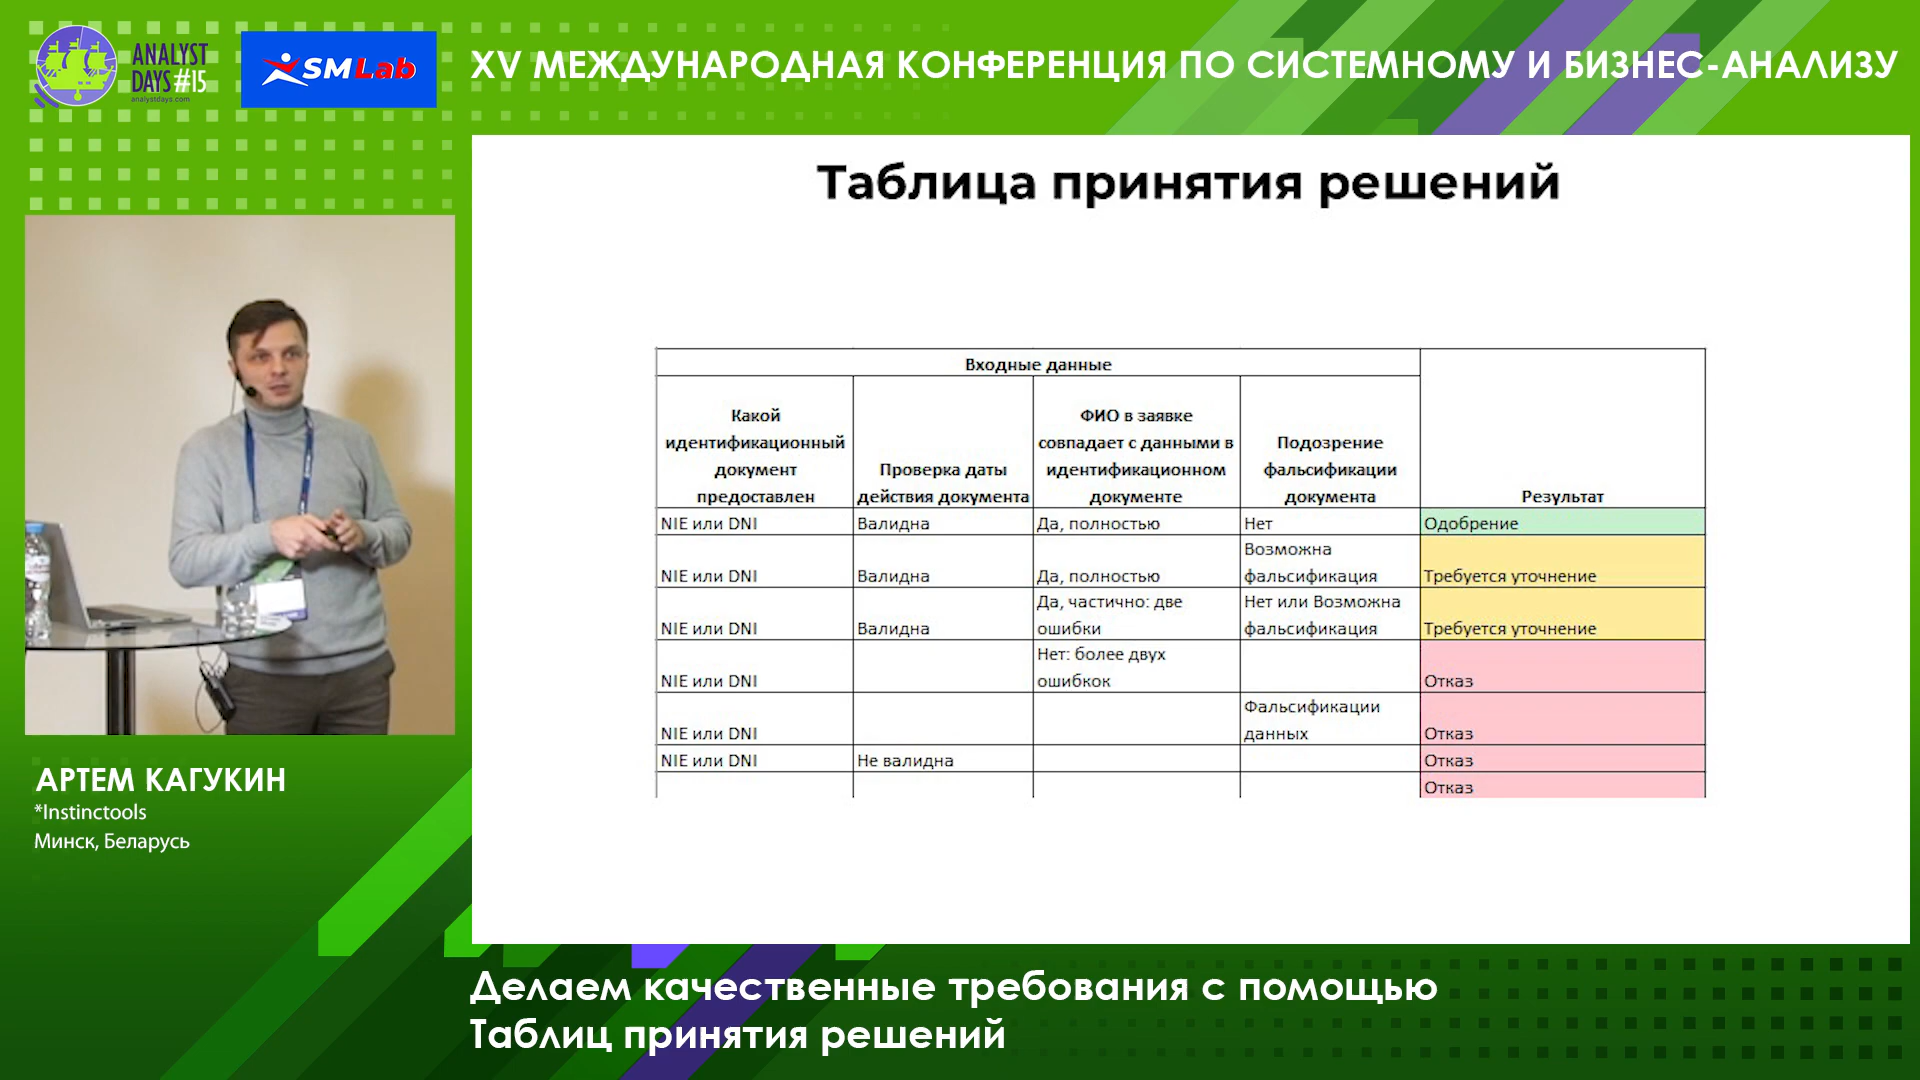 ANALYST
DAYS#15
analystdays.com
SMLab
XV МЕЖДУНАРОДНАЯ КОНФЕРЕНЦИЯ ПО СИСТЕМНОМУ И БИЗНЕС-АНАЛИЗУ
Таблица принятия решений
Входные данные
Какой
идентификационный
документ
предоставлен
Проверка даты
действия документа
ФИО в заявке
совпадает с данными в
идентификационном
документе
Подозрение
фальсификации
документа
Результат
NIE или DNI
Валидна
Да, полностью
Нет
Одобрение
NIE или DNI
Валидна
Да, полностью
Возможна
фальсификация
Требуется уточнение
NIE или DNI
Валидна
Да, частично: две
ошибки
Нет или Возможна
фальсификация
Требуется уточнение
NIE или DNI
Нет: более двух
ошибкок
Отказ
NIE или DNI
Фальсификации
данных
Отказ
NIE или DNI
Не валидна
Отказ
Отказ
АРТЕМ КАГУКИН
*Instinctools
Минск, Беларусь
Делаем качественные требования с помощью
Таблиц принятия решений